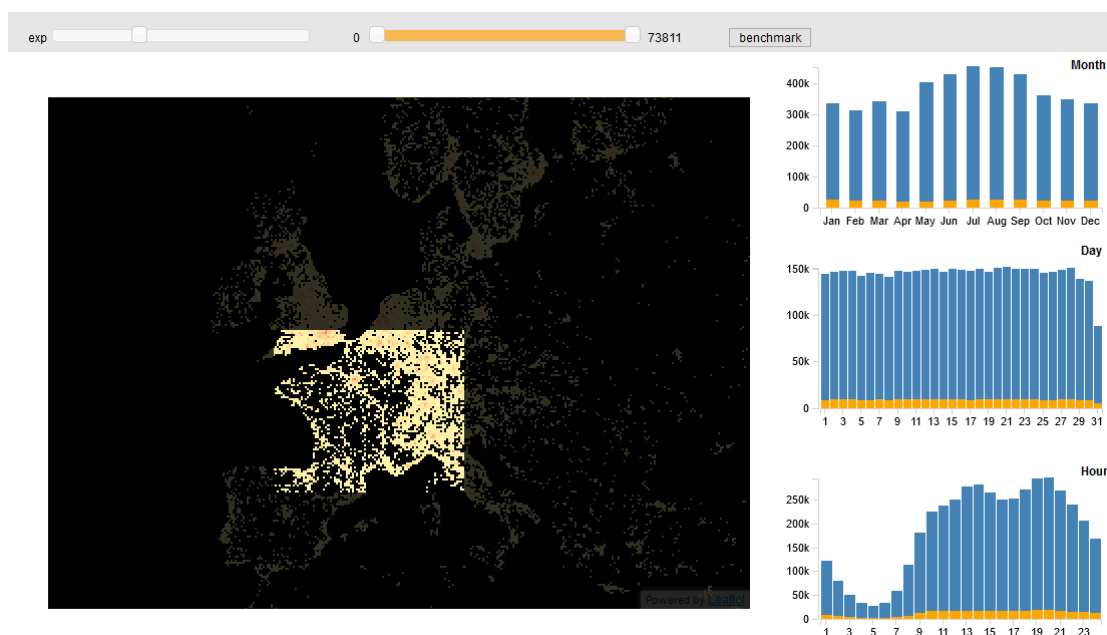 exp 0 73811 benchmark
Month
400k
300k
200k
100k
0
Jan Feb Mar Apr May Jun Jul Aug Sep Oct Nov Dec
Day
150k
100k
50k
0
1 3 5 7 9 11 13 15 17 19 21 23 25 27 29 31
Hour
250k
200k
150k
100k
50k
0
1 3 5 7 9 11 13 15 17 19 21 23
Powered by Leaflet